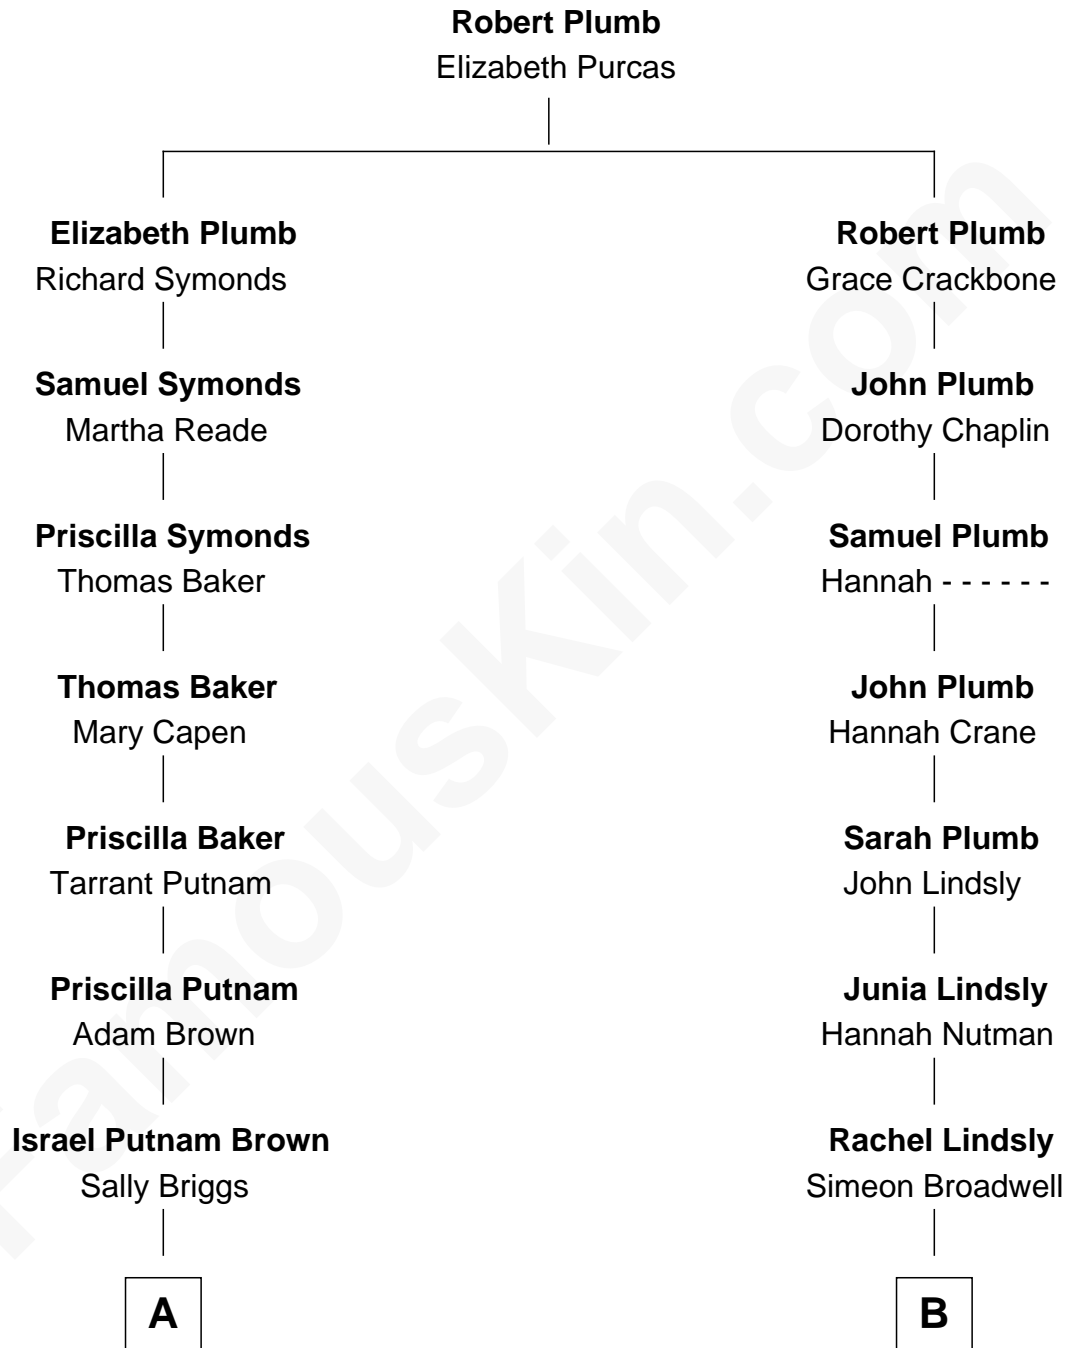 Robert Plumb
Elizabeth Purcas
Elizabeth Plumb
Richard Symonds
Robert Plumb
Grace Crackbone
Samuel Symonds
Martha Reade
John Plumb
Dorothy Chaplin
Priscilla Symonds
Thomas Baker
Samuel Plumb
Hannah - - - - - -
Thomas Baker
Mary Capen
John Plumb
Hannah Crane
Priscilla Baker
Tarrant Putnam
Sarah Plumb
John Lindsly
Priscilla Putnam
Adam Brown
Junia Lindsly
Hannah Nutman
Israel Putnam Brown
Sally Briggs
Rachel Lindsly
Simeon Broadwell
A
B
FamousKin.com